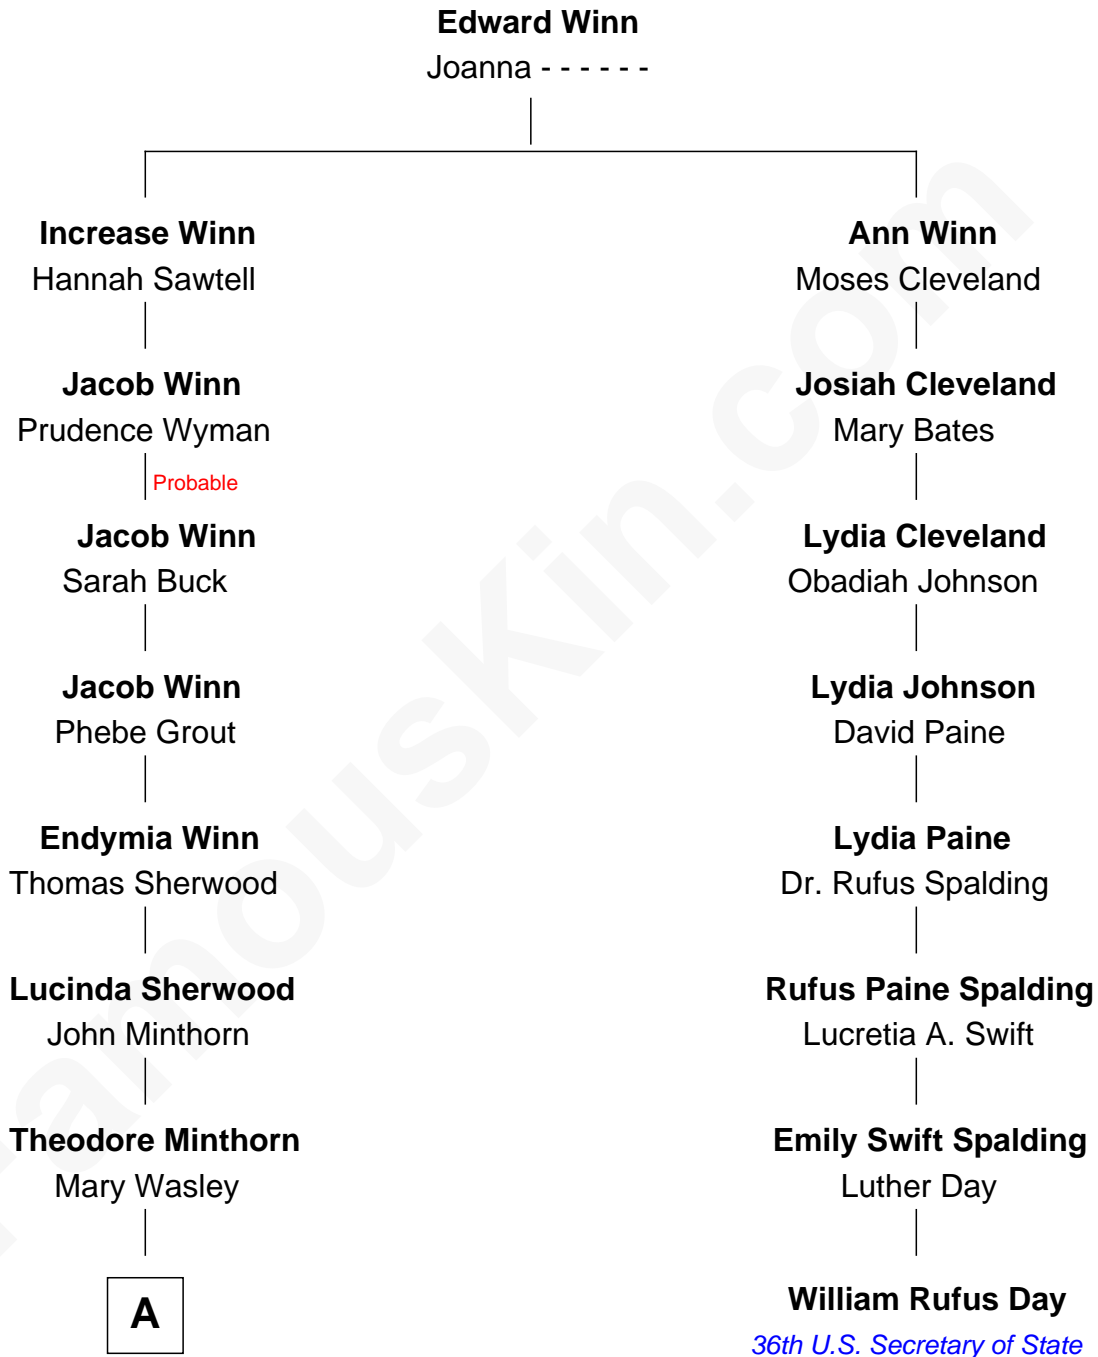 Edward Winn
Joanna - - - - - -
Increase Winn
Hannah Sawtell
Ann Winn
Moses Cleveland
Jacob Winn
Prudence Wyman
Josiah Cleveland
Mary Bates
Probable
Jacob Winn
Sarah Buck
Lydia Cleveland
Obadiah Johnson
Jacob Winn
Phebe Grout
Lydia Johnson
David Paine
Endymia Winn
Thomas Sherwood
Lydia Paine
Dr. Rufus Spalding
Lucinda Sherwood
John Minthorn
Rufus Paine Spalding
Lucretia A. Swift
Theodore Minthorn
Mary Wasley
Emily Swift Spalding
Luther Day
A
William Rufus Day
36th U.S. Secretary of State
FamousKin.com